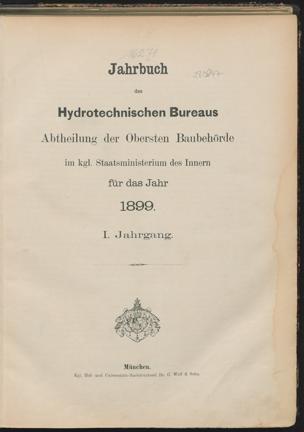 Jahrbuch
des
Hydrotechnischen Bureaus
Abtheilung der Obersten Baubehörde
im kgl. Staatsministerium des Innern
für das Jahr
1899.
I. Jahrgang.
München.
Kgl. Hof- und Universitäts-Buchdruckerei Dr. C. Wolf & Sohn.